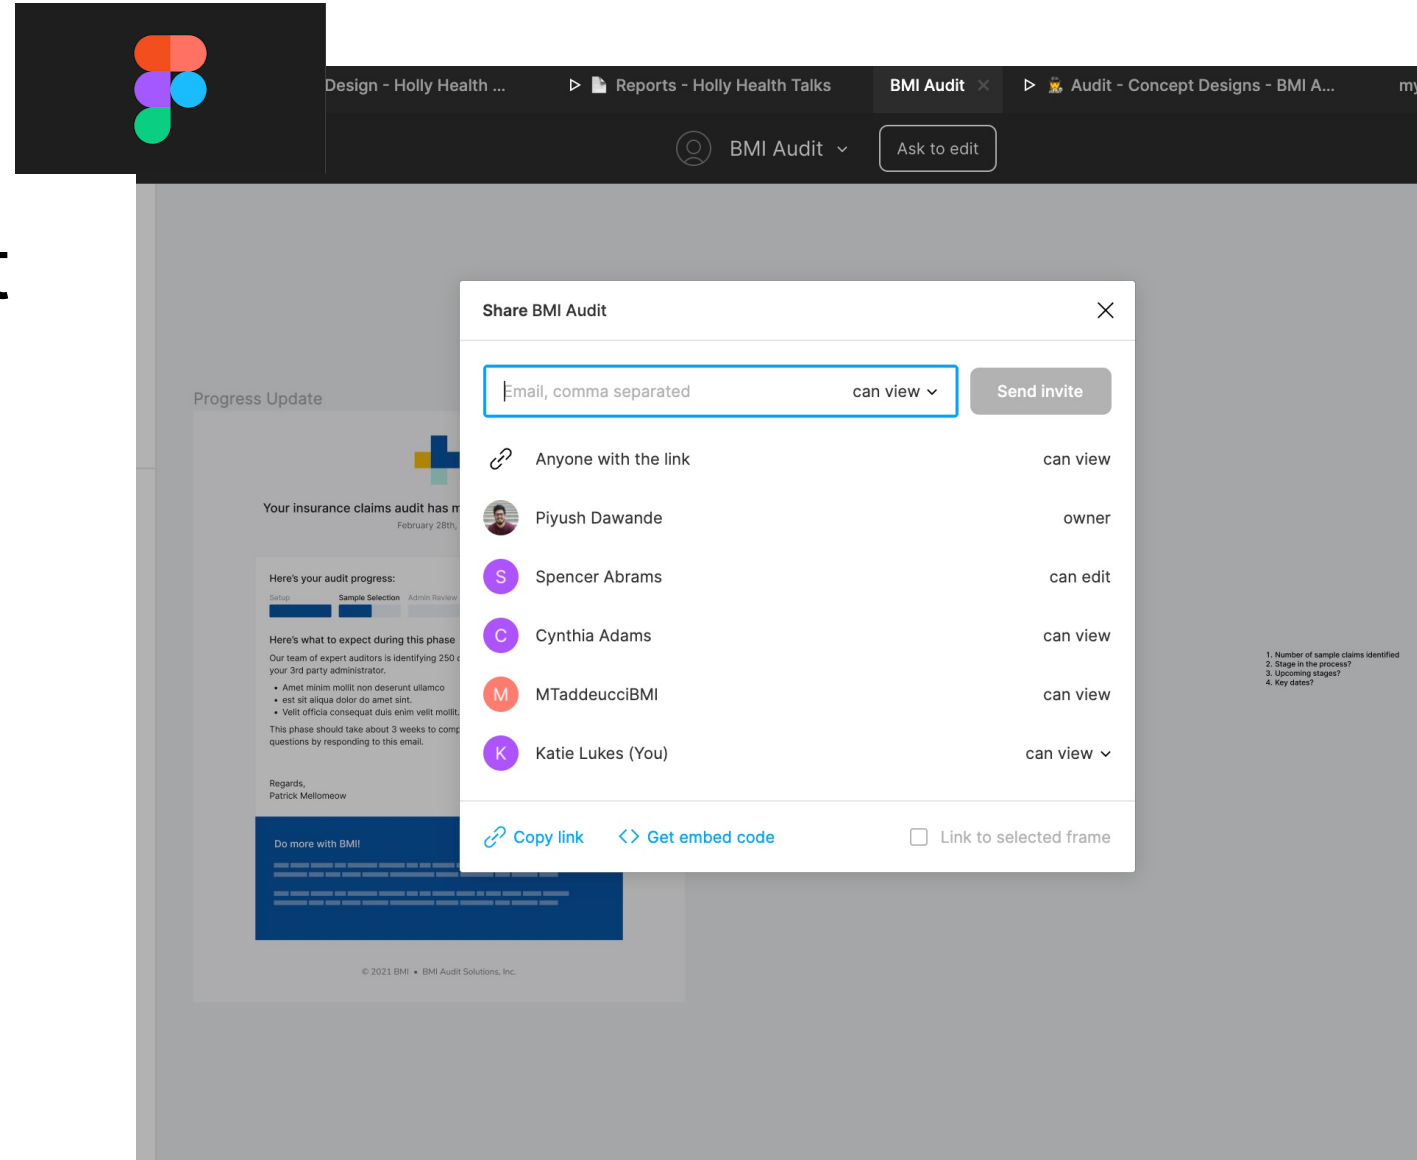 Design - Holly Health ...
Reports - Holly Health Talks
BMI Audit
Audit - Concept Designs - BMI A...
my
BMI Audit
Ask to edit
t
Share BMI Audit
Email, comma separated
can view
Send invite
Anyone with the link
can view
Piyush Dawande
owner
S
Spencer Abrams
can edit
C
Cynthia Adams
can view
M
MTaddeucciBMI
can view
K
Katie Lukes (You)
can view
Copy link
<> Get embed code
Link to selected frame
Progress Update
Your insurance claims audit has m
February 28th,
Here's your audit progress:
Setup
Sample Selection
Admin Review
Here's what to expect during this phase
Our team of expert auditors is identifying 250 c
your 3rd party administrator.
• Amet minim mollit non deserunt ullamco
• est sit aliqua dolor do amet sint.
• Velit officia consequat duis enim velit mollit.
This phase should take about 3 weeks to comp
questions by responding to this email.
Regards,
Patrick Mellomeow
Do more with BMI!
© 2021 BMI • BMI Audit Solutions, Inc.
1. Number of sample claims identified
2. Stage in the process?
3. Upcoming stages?
4. Key dates?